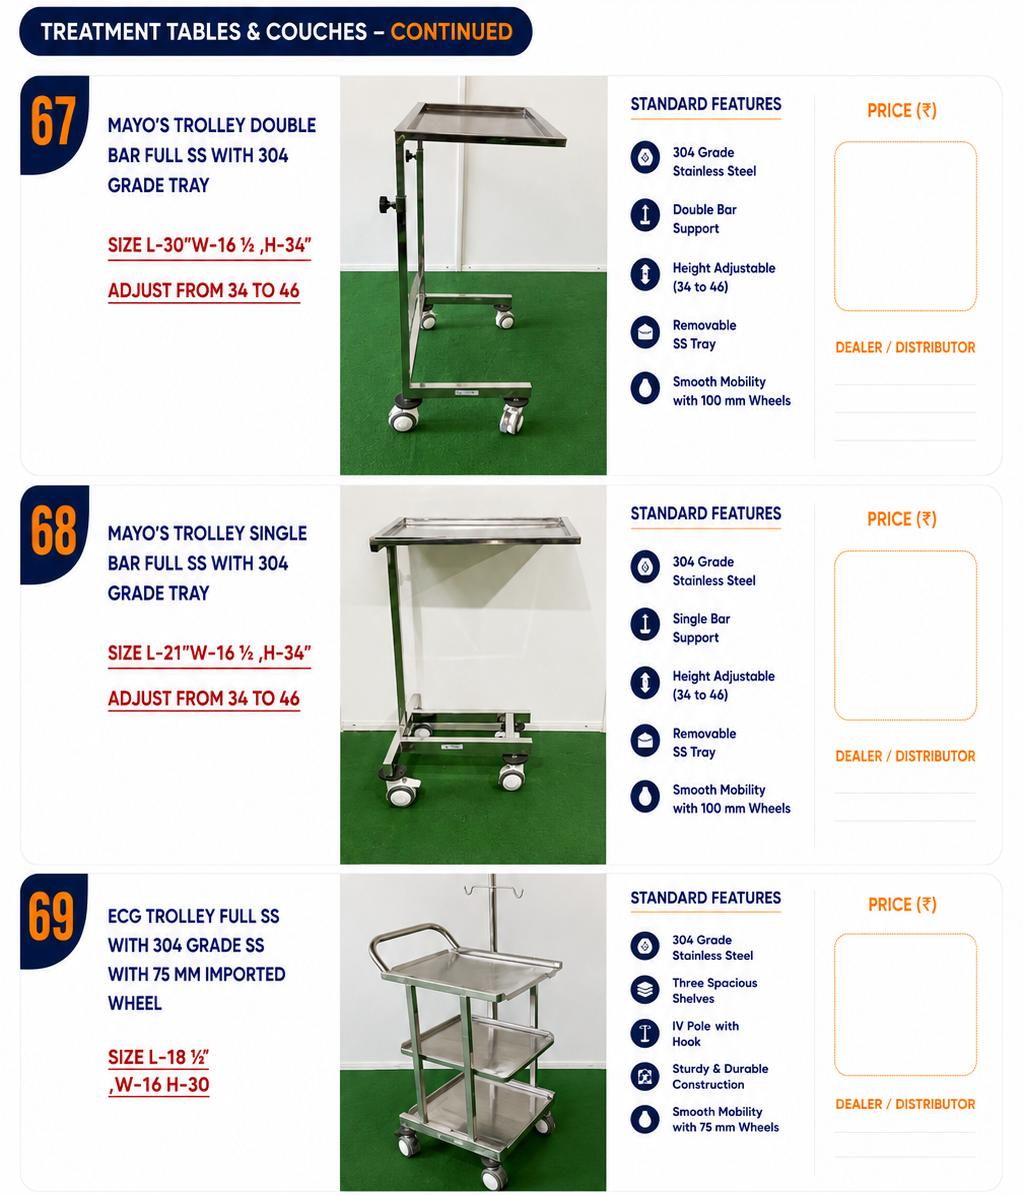 TREATMENT TABLES & COUCHES – CONTINUED
67
MAYO'S TROLLEY DOUBLE
BAR FULL SS WITH 304
GRADE TRAY
SIZE L-30"W-16 ½ ,H-34"
ADJUST FROM 34 TO 46
STANDARD FEATURES
304 Grade
Stainless Steel
Double Bar
Support
Height Adjustable
(34 to 46)
Removable
SS Tray
Smooth Mobility
with 100 mm Wheels
PRICE (₹)
DEALER / DISTRIBUTOR
68
MAYO'S TROLLEY SINGLE
BAR FULL SS WITH 304
GRADE TRAY
SIZE L-21"W-16 ½ ,H-34"
ADJUST FROM 34 TO 46
STANDARD FEATURES
304 Grade
Stainless Steel
Single Bar
Support
Height Adjustable
(34 to 46)
Removable
SS Tray
Smooth Mobility
with 100 mm Wheels
PRICE (₹)
DEALER / DISTRIBUTOR
69
ECG TROLLEY FULL SS
WITH 304 GRADE SS
WITH 75 MM IMPORTED
WHEEL
SIZE L-18 ½"
,W-16 H-30
STANDARD FEATURES
304 Grade
Stainless Steel
Three Spacious
Shelves
IV Pole with
Hook
Sturdy & Durable
Construction
Smooth Mobility
with 75 mm Wheels
PRICE (₹)
DEALER / DISTRIBUTOR